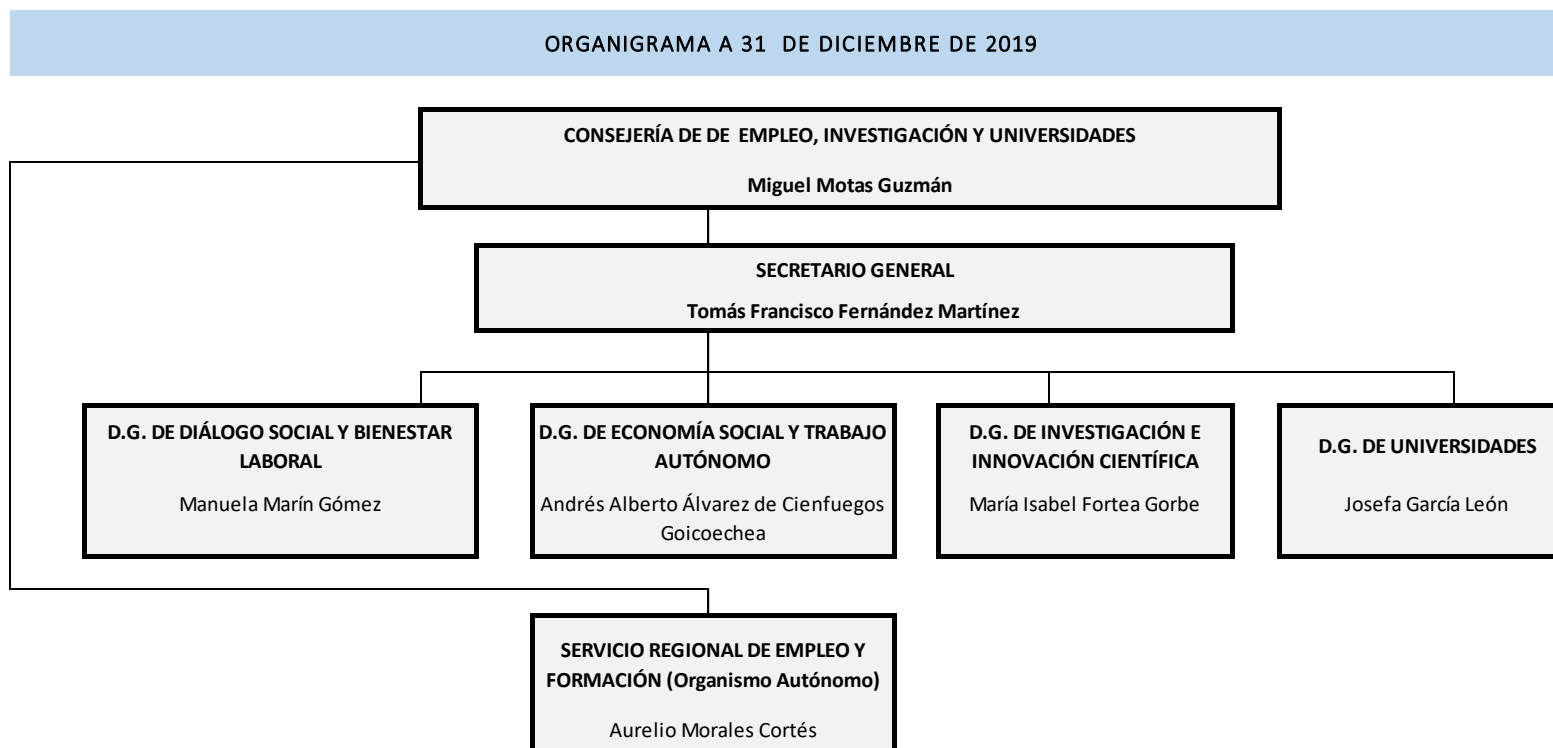 ORGANIGRAMA A 31 DE DICIEMBRE DE 2019
CONSEJERÍA DE DE EMPLEO, INVESTIGACIÓN Y UNIVERSIDADES
Miguel Motas Guzmán
SECRETARIO GENERAL
Tomás Francisco Fernández Martínez
D.G. DE DIÁLOGO SOCIAL Y BIENESTAR
LABORAL
Manuela Marín Gómez
D.G. DE ECONOMÍA SOCIAL Y TRABAJO
AUTÓNOMO
Andrés Alberto Álvarez de Cienfuegos
Goicoechea
D.G. DE INVESTIGACIÓN E
INNOVACIÓN CIENTÍFICA
María Isabel Fortea Gorbe
D.G. DE UNIVERSIDADES
Josefa García León
SERVICIO REGIONAL DE EMPLEO Y
FORMACIÓN (Organismo Autónomo)
Aurelio Morales Cortés